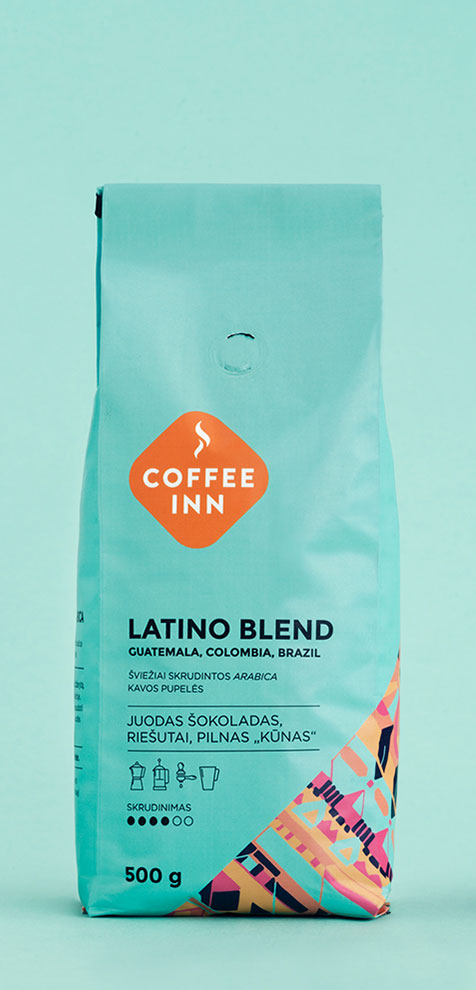 COFFEE
INN
LATINO BLEND
GUATEMALA, COLOMBIA, BRAZIL
ŠVIEŽIAI SKRUDINTOS ARABICA
KAVOS PUPELĖS
JUODAS ŠOKOLADAS,
RIEŠUTAI, PILNAS „KŪNAS“
SKRUDINIMAS
500 g